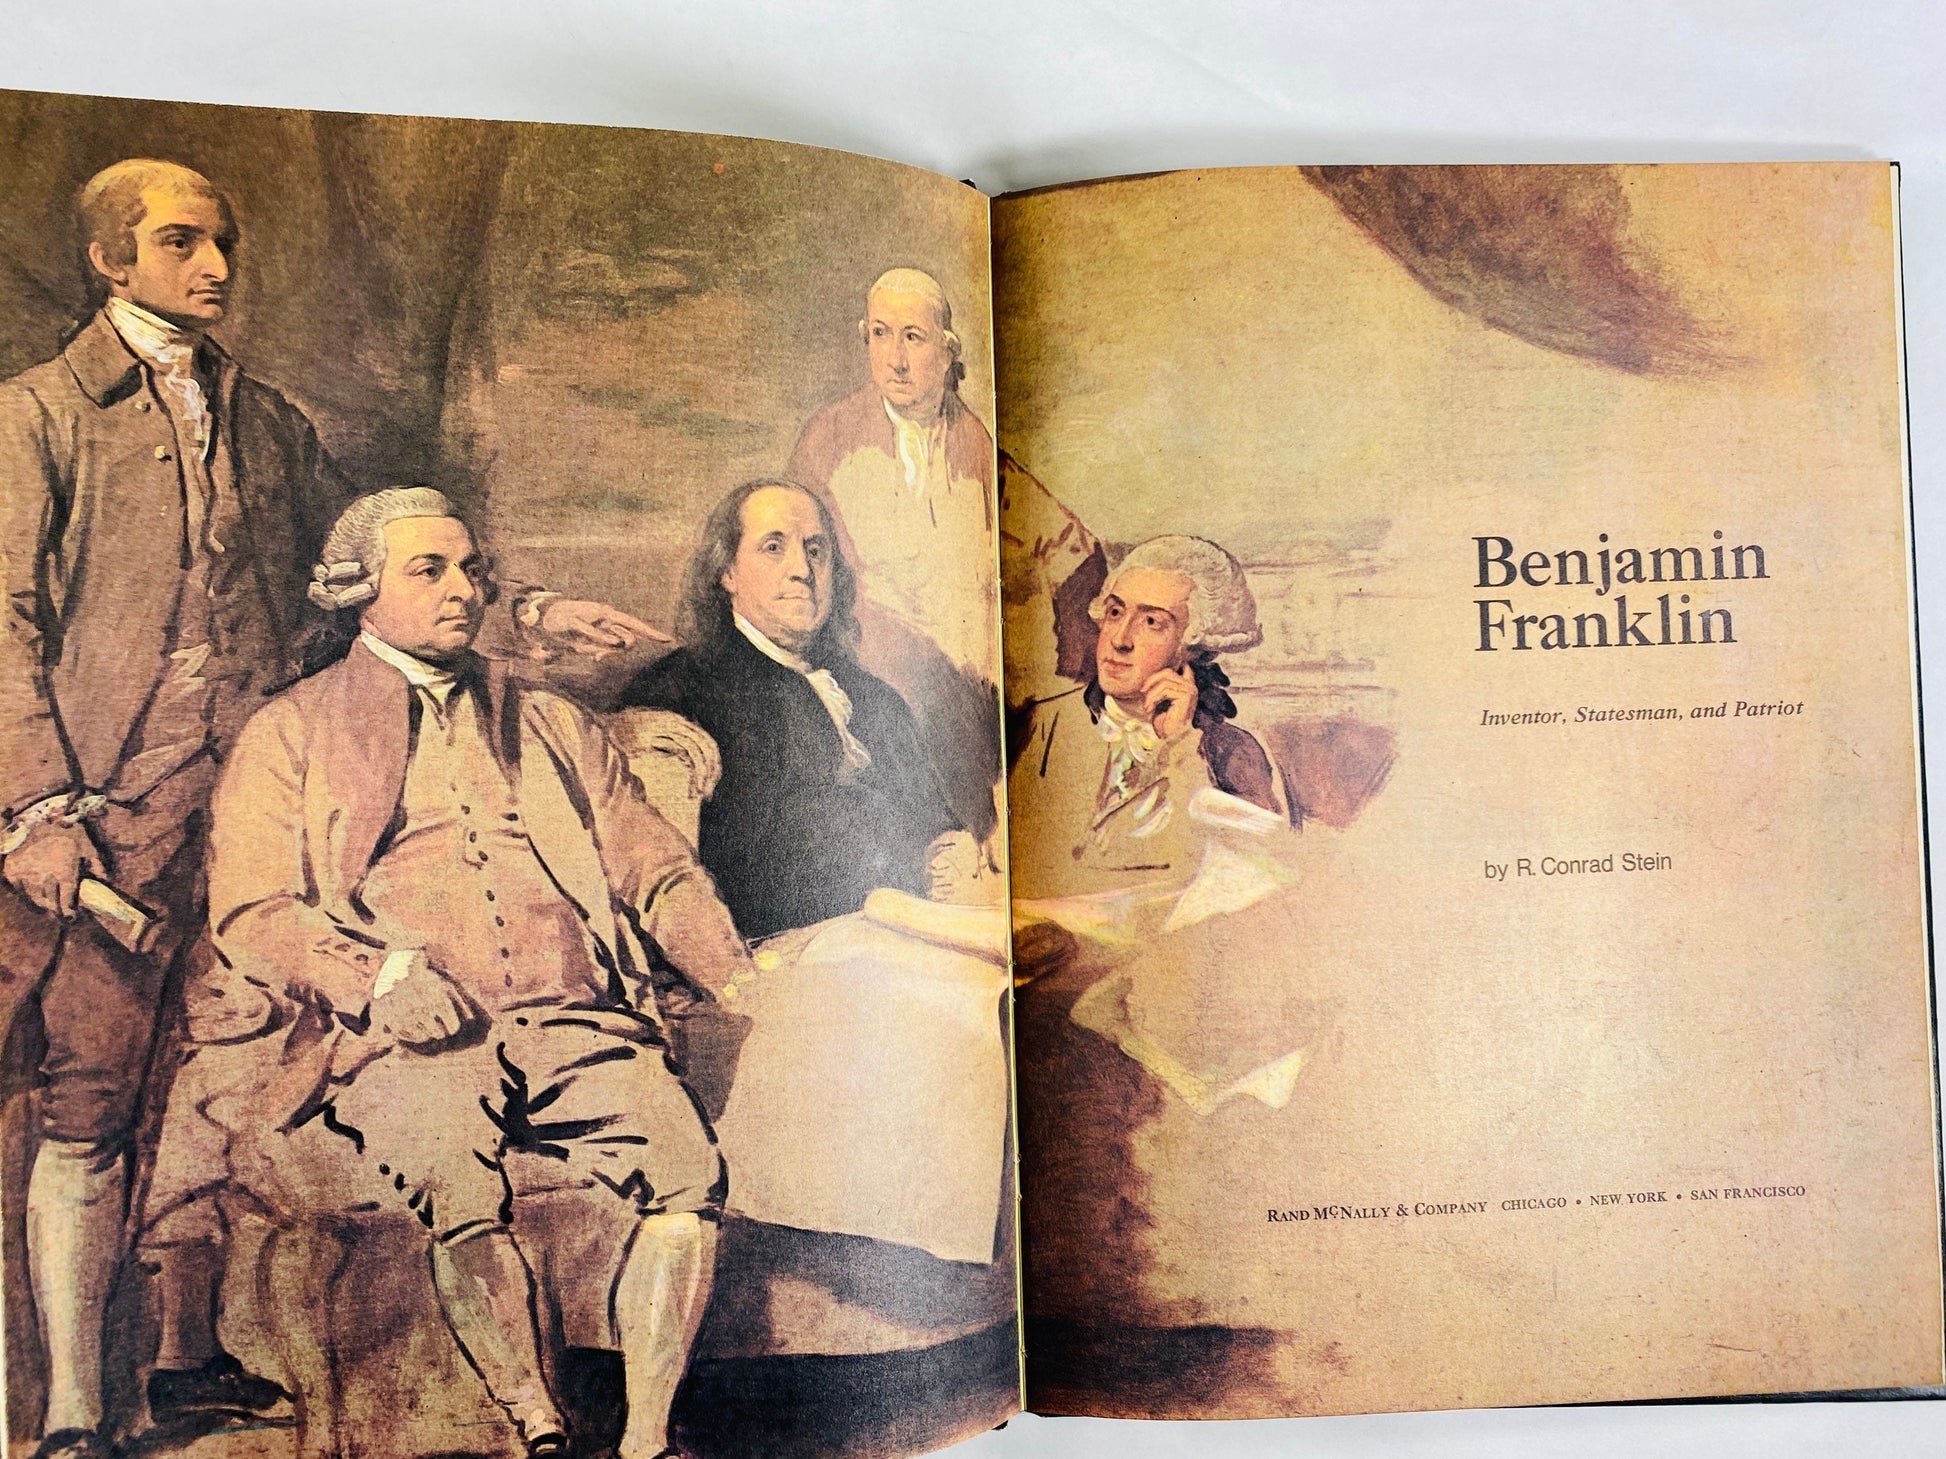 Benjamin
Franklin
Inventor, Statesman, and Patriot
by R. Conrad Stein
RAND MCNALLY & COMPANY CHICAGO • NEW YORK • SAN FRANCISCO